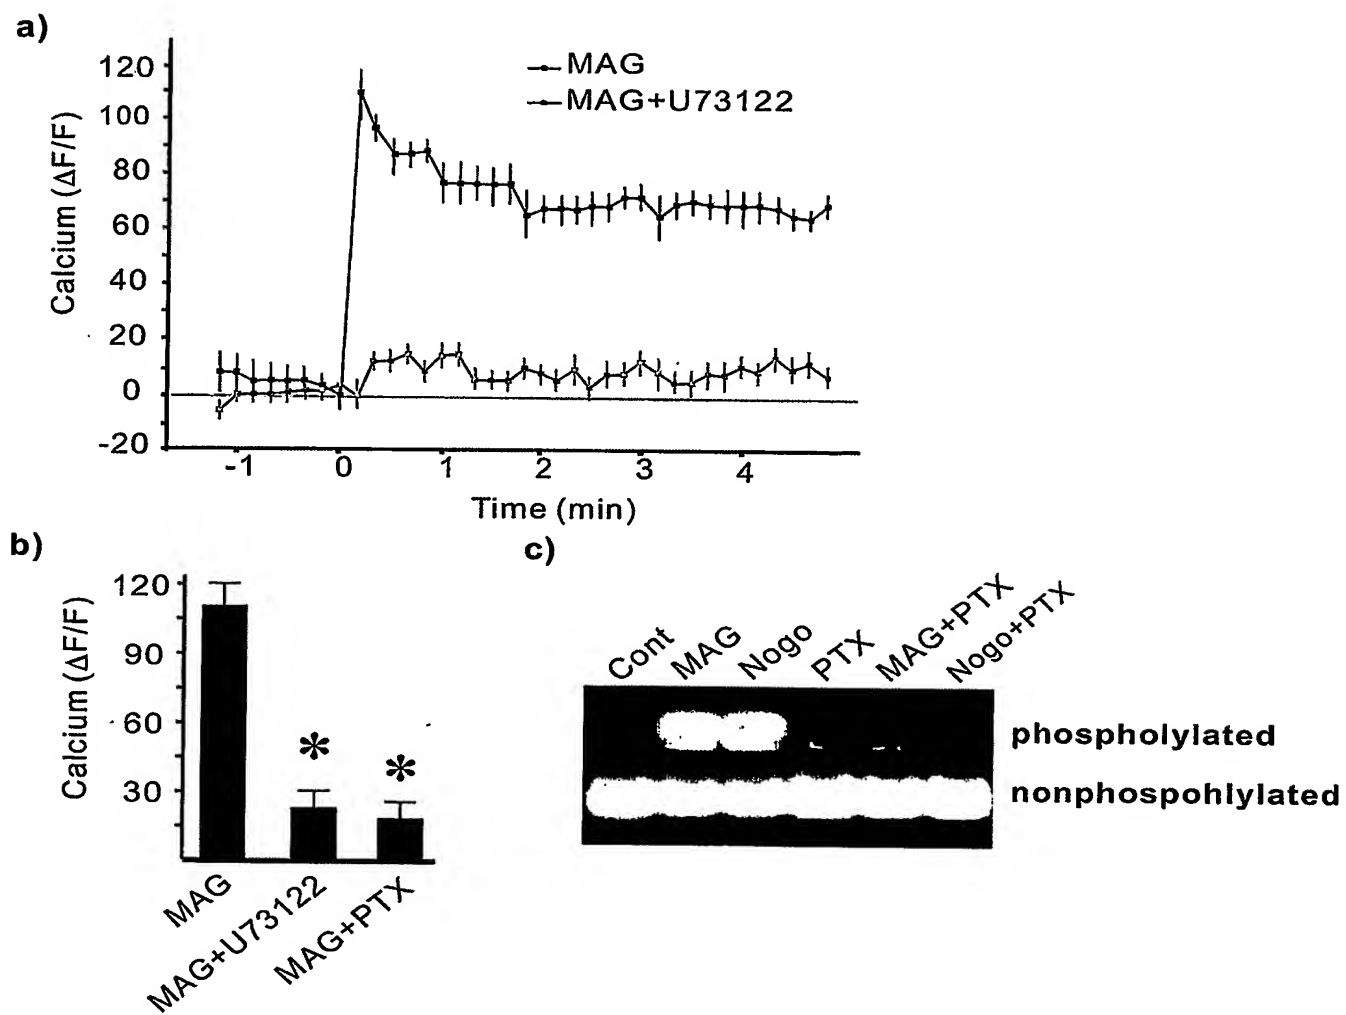 a)
MAG
MAG+U73122
120
100
80
60
40
20
0
-20
Calcium (ΔF/F)
-1 0 1 2 3 4
Time (min)
b)
120
90
60
30
Calcium (ΔF/F)
* *
MAG
MAG+U73122
MAG+PTX
c)
Cont MAG Nogo PTX MAG+PTX Nogo+PTX
phospholylated
nonphospohlylated